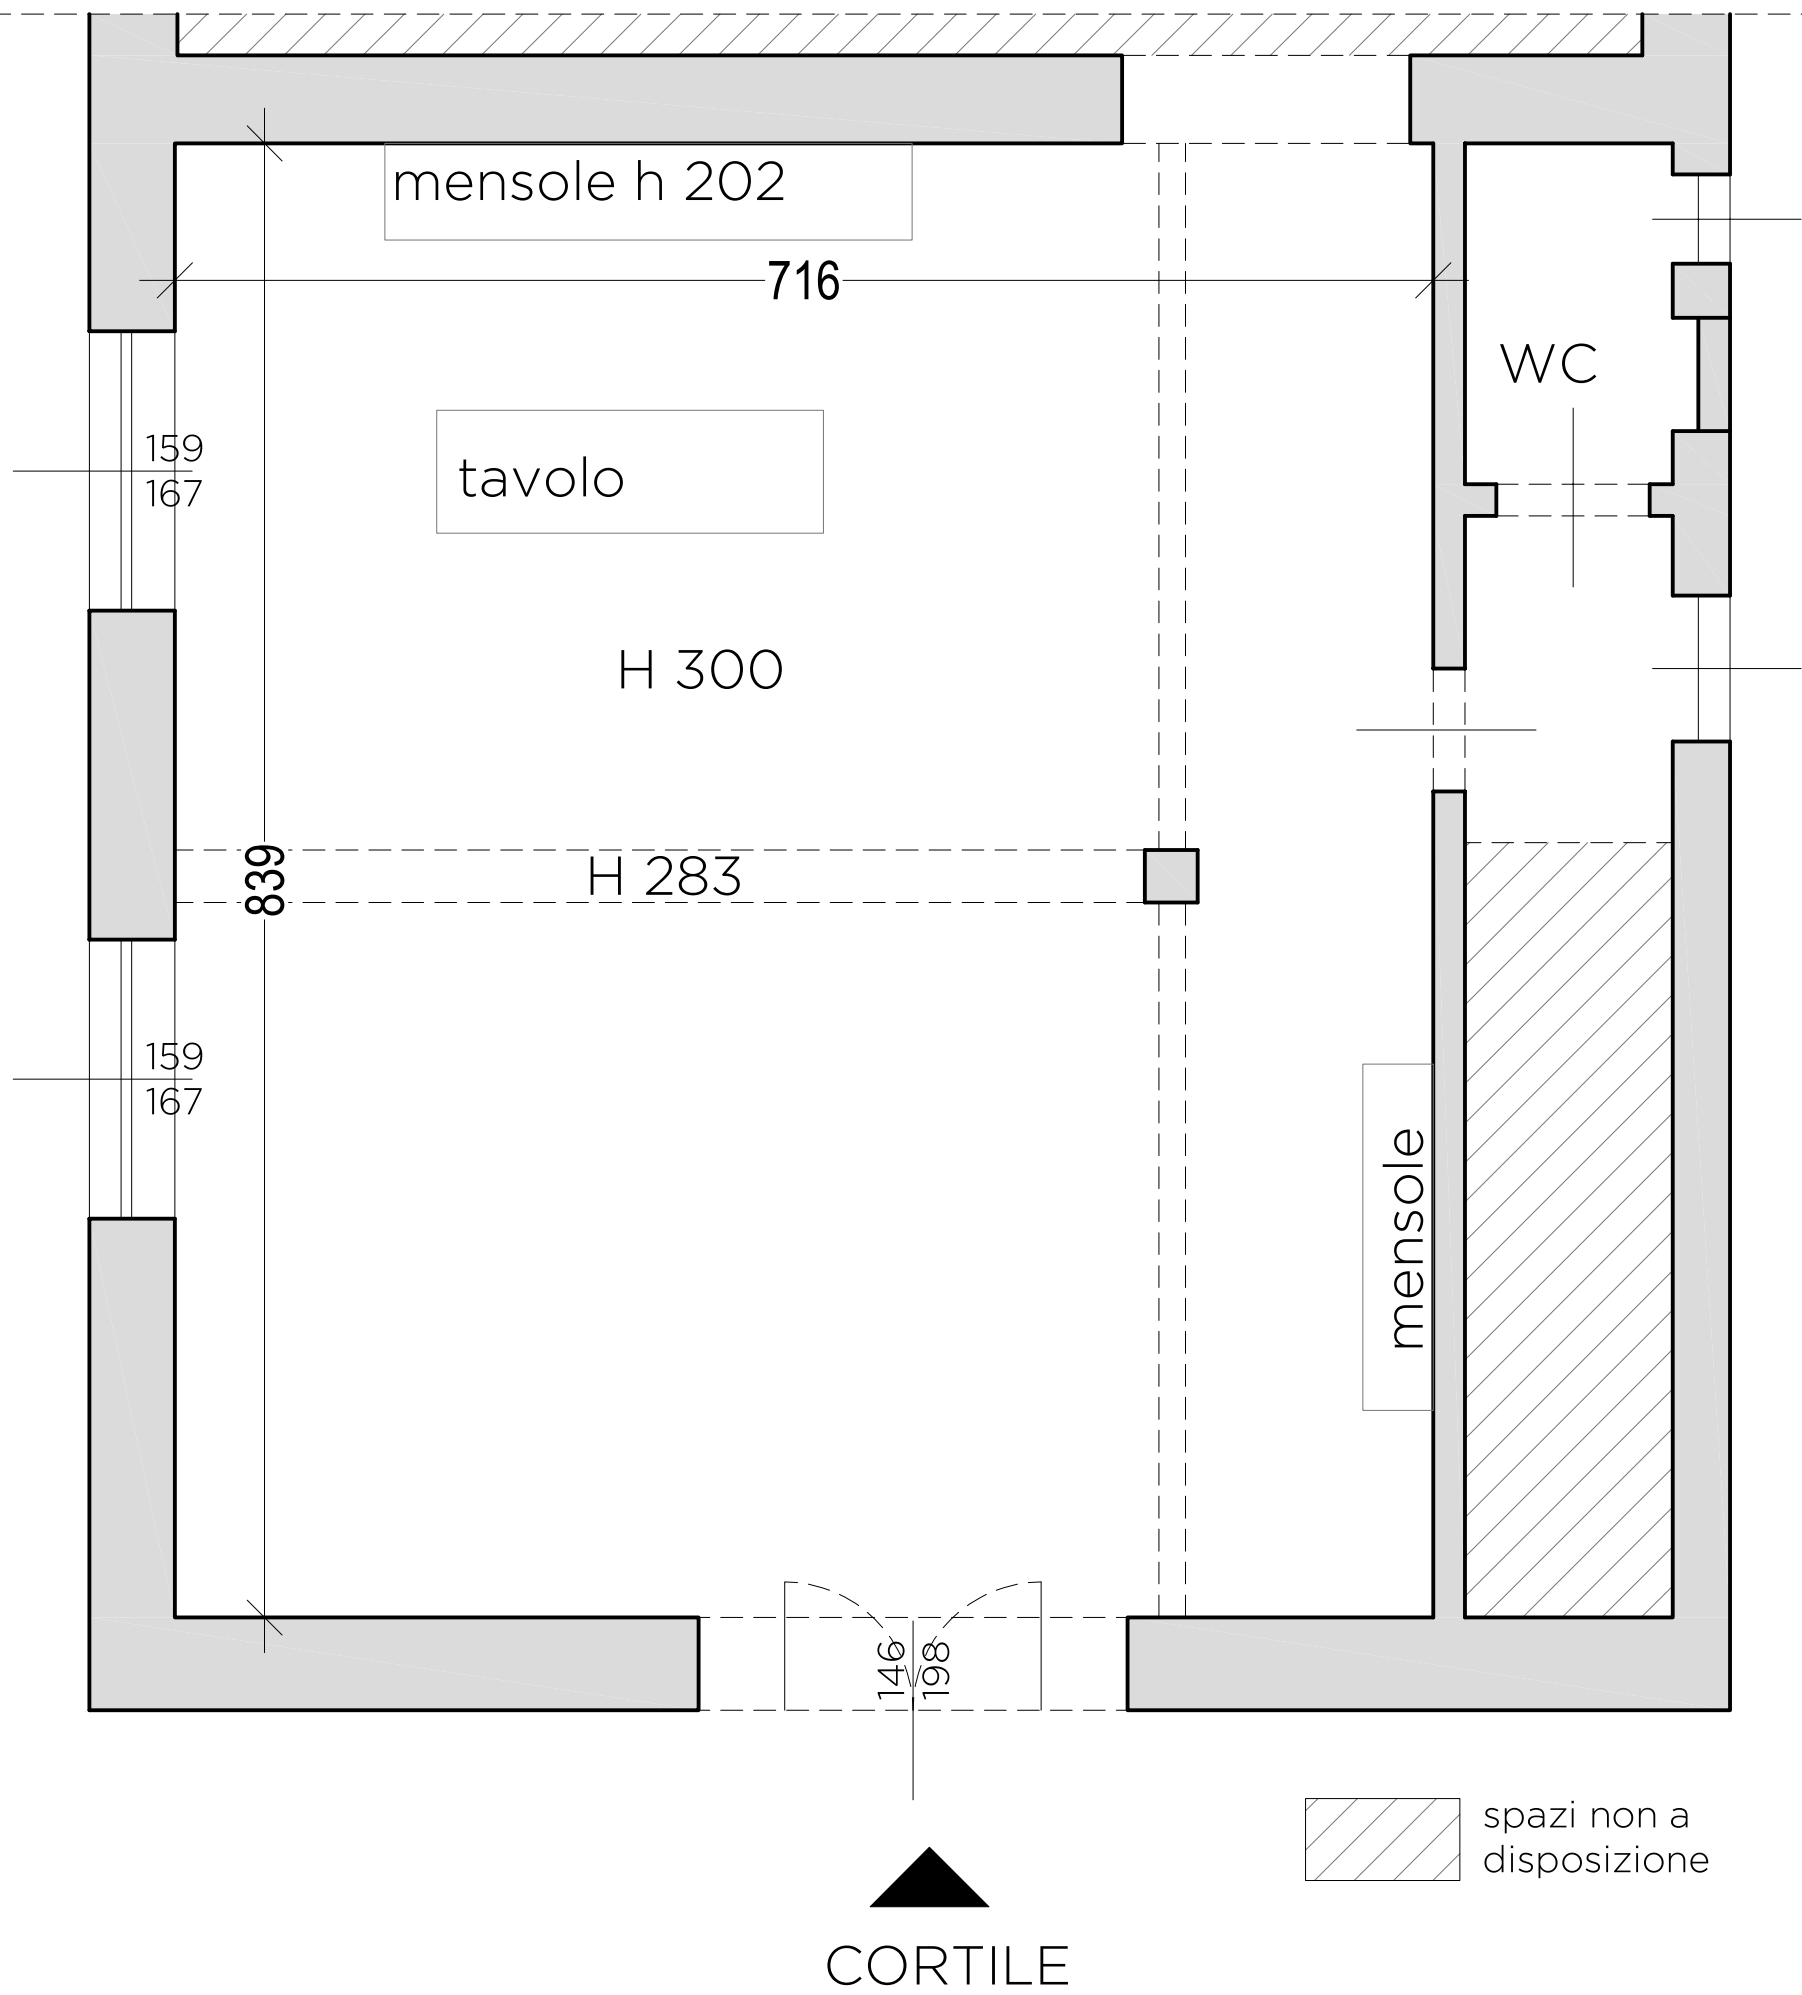 mensole h 202
716
WC
159
167
tavolo
H 300
839
H 283
159
167
mensole
146
198
spazi non a
disposizione
CORTILE